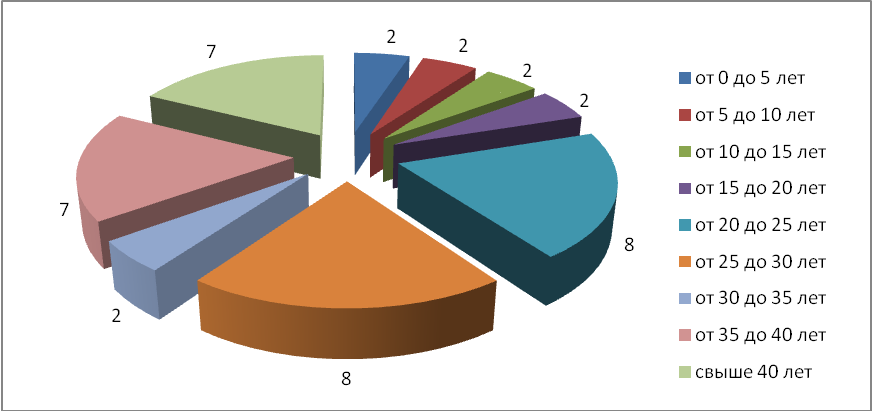 2
2
2
2
8
8
2
7
7
от 0 до 5 лет
от 5 до 10 лет
от 10 до 15 лет
от 15 до 20 лет
от 20 до 25 лет
от 25 до 30 лет
от 30 до 35 лет
от 35 до 40 лет
свыше 40 лет